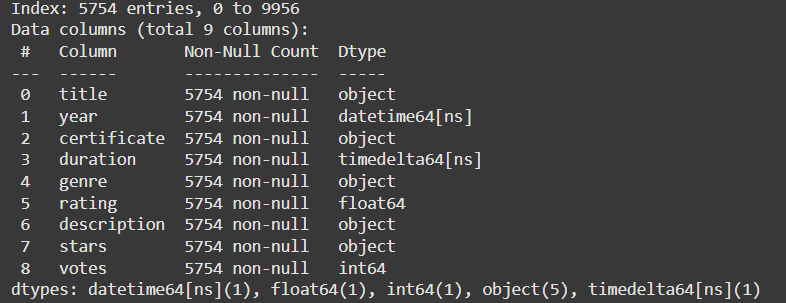 Index: 5754 entries, 0 to 9956
Data columns (total 9 columns):
 #   Column       Non-Null Count  Dtype
---  ------       --------------  -----
 0   title        5754 non-null   object
 1   year         5754 non-null   datetime64[ns]
 2   certificate  5754 non-null   object
 3   duration     5754 non-null   timedelta64[ns]
 4   genre        5754 non-null   object
 5   rating       5754 non-null   float64
 6   description  5754 non-null   object
 7   stars        5754 non-null   object
 8   votes        5754 non-null   int64
dtypes: datetime64[ns](1), float64(1), int64(1), object(5), timedelta64[ns](1)